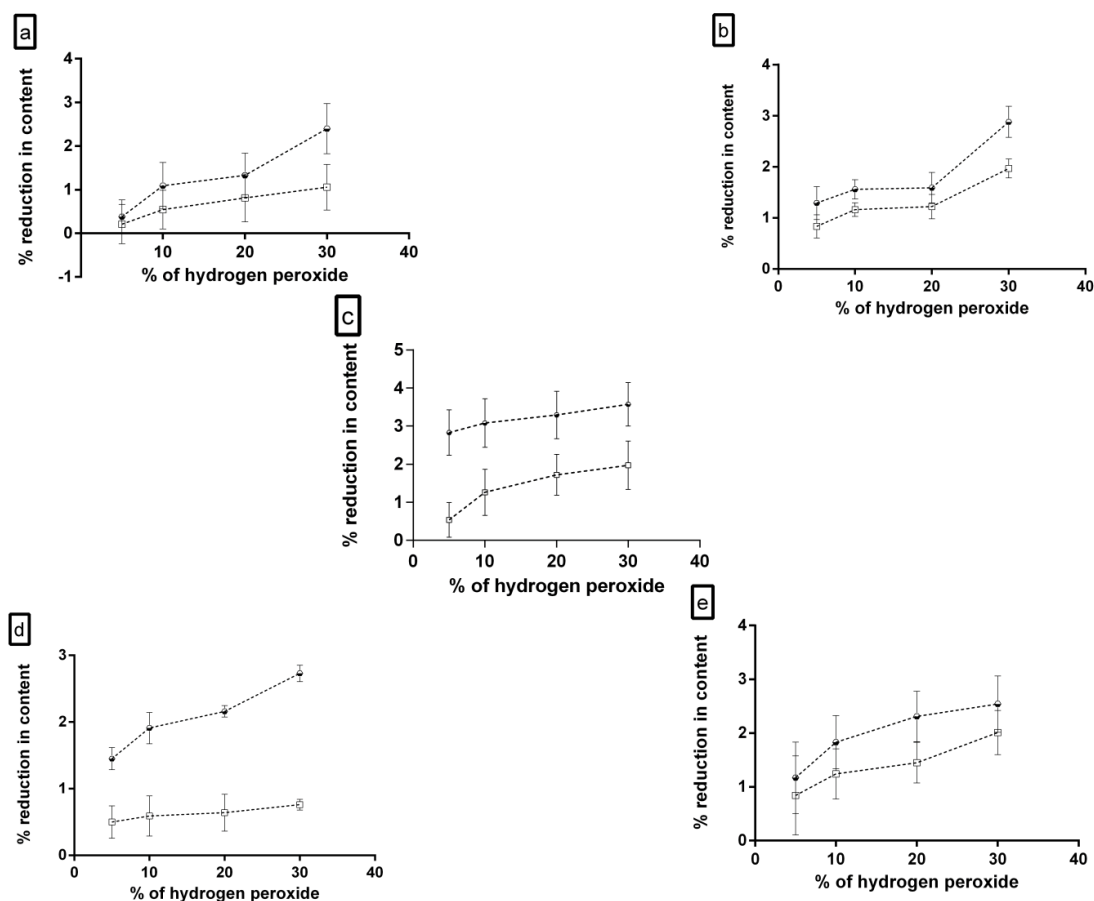 a
% reduction in content
4
3
2
1
0
-1
10 20 30 40
% of hydrogen peroxide
b
% reduction in content
4
3
2
1
0
0 10 20 30 40
% of hydrogen peroxide
c
% reduction in content
5
4
3
2
1
0
0 10 20 30 40
% of hydrogen peroxide
d
% reduction in content
3
2
1
0
0 10 20 30 40
% of hydrogen peroxide
e
% reduction in content
4
3
2
1
0
0 10 20 30 40
% of hydrogen peroxide